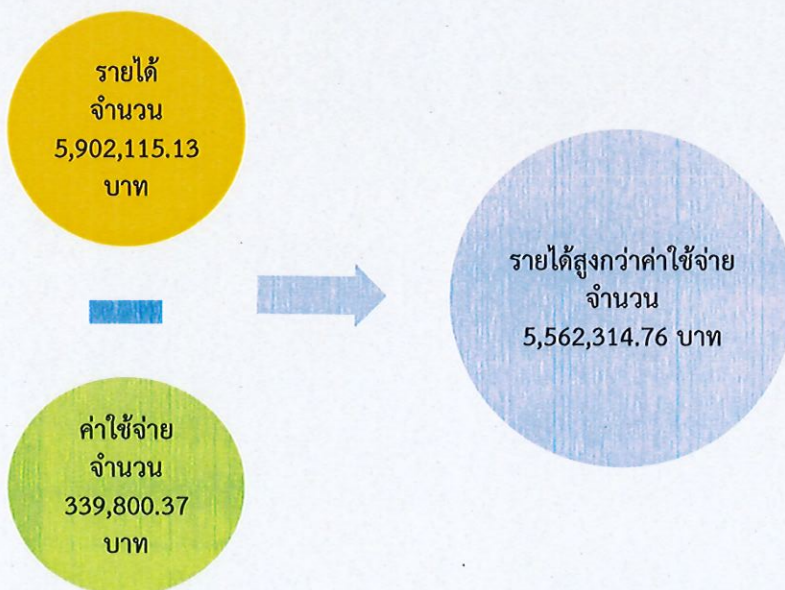 รายได้
จำนวน
5,902,115.13
บาท
ค่าใช้จ่าย
จำนวน
339,800.37
บาท
รายได้สูงกว่าค่าใช้จ่าย
จำนวน
5,562,314.76 บาท